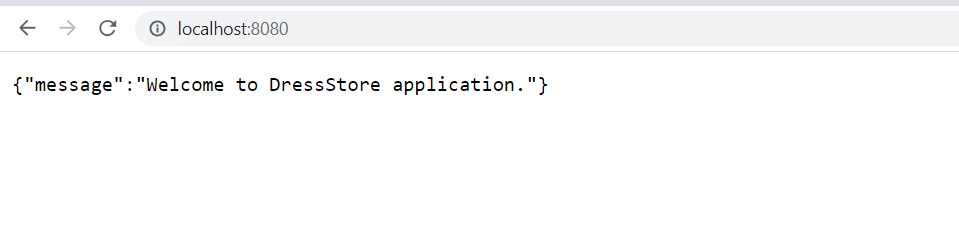 localhost:8080
{"message":"Welcome to DressStore application."}